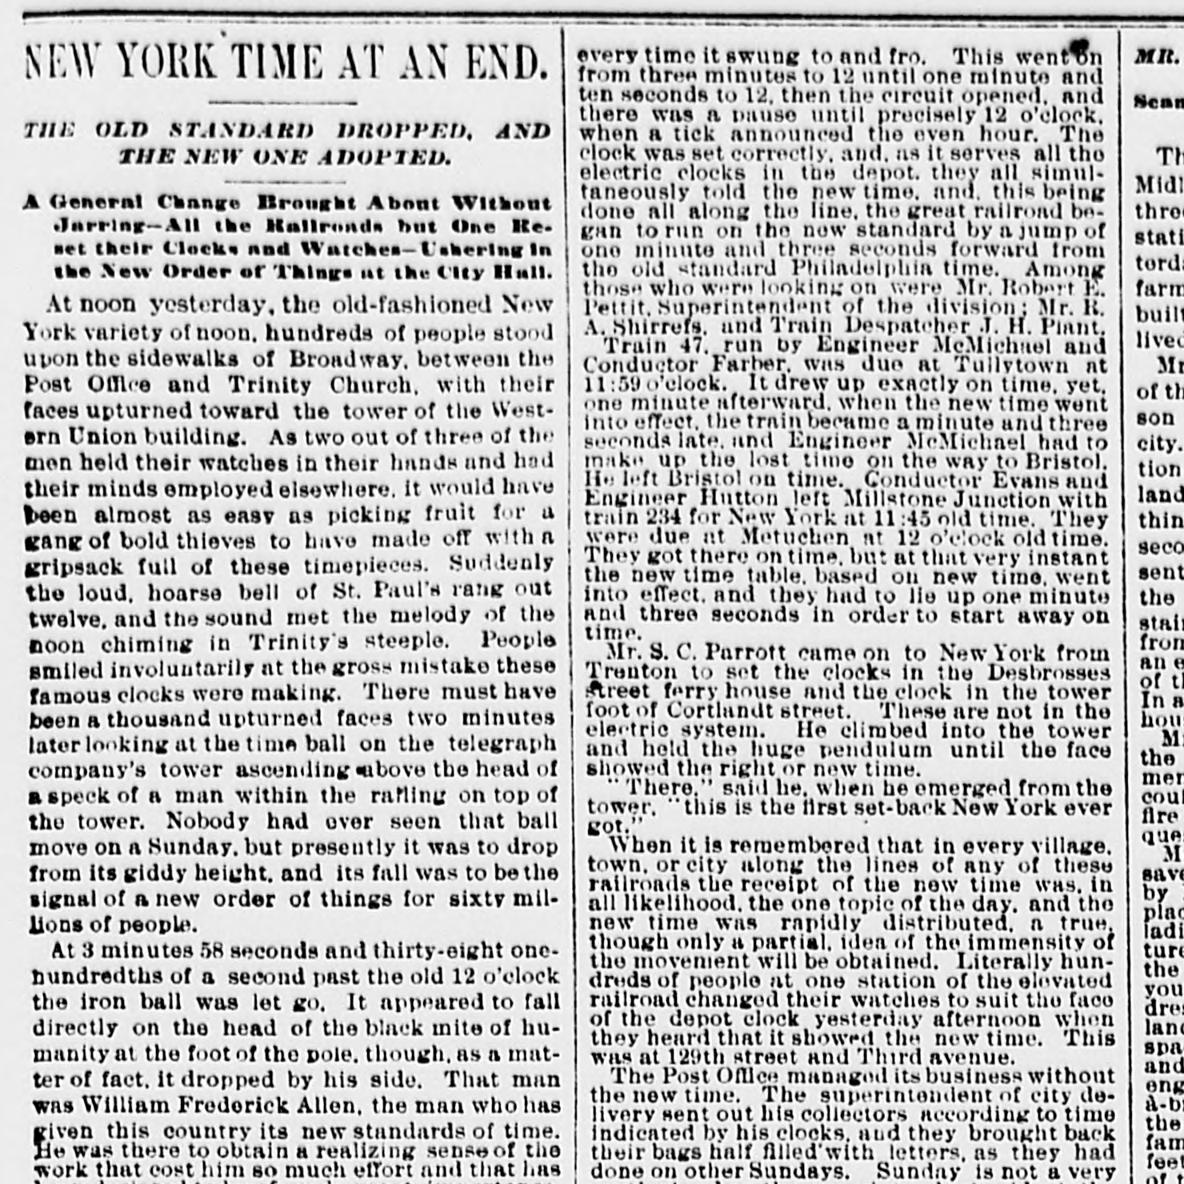 NEW YORK TIME AT AN END.
THE OLD STANDARD DROPPED, AND
THE NEW ONE ADOPTED.
A General Change Brought About Without
Jarring—All the Railroads but One Re-
set their Clocks and Watches—Ushering in
the New Order of Things at the City Hall.
At noon yesterday, the old-fashioned New
York variety of noon, hundreds of people stood
upon the sidewalks of Broadway, between the
Post Office and Trinity Church, with their
faces upturned toward the tower of the West-
ern Union building. As two out of three of the
men held their watches in their hands and had
their minds employed elsewhere, it would have
been almost as easy as picking fruit for a
gang of bold thieves to have made off with a
gripsack full of these timepieces. Suddenly
the loud, hoarse bell of St. Paul's rang out
twelve, and the sound met the melody of the
noon chiming in Trinity's steeple. People
smiled involuntarily at the gross mistake these
famous clocks were making. There must have
been a thousand upturned faces two minutes
later looking at the time ball on the telegraph
company's tower ascending above the head of
a speck of a man within the railing on top of
the tower. Nobody had ever seen that ball
move on a Sunday, but presently it was to drop
from its giddy height, and its fall was to be the
signal of a new order of things for sixty mil-
lions of people.
At 3 minutes 58 seconds and thirty-eight one-
hundredths of a second past the old 12 o'clock
the iron ball was let go. It appeared to fall
directly on the head of the black mite of hu-
manity at the foot of the pole, though, as a mat-
ter of fact, it dropped by his side. That man
was William Frederick Allen, the man who has
given this country its new standards of time.
He was there to obtain a realizing sense of the
work that cost him so much effort and that has
every time it swung to and fro. This went on
from three minutes to 12 until one minute and
ten seconds to 12, then the circuit opened, and
there was a pause until precisely 12 o'clock,
when a tick announced the even hour. The
clock was set correctly, and, as it serves all the
electric clocks in the depot, they all simul-
taneously told the new time, and, this being
done all along the line, the great railroad be-
gan to run on the new standard by a jump of
one minute and three seconds forward from
the old standard Philadelphia time. Among
those who were looking on were Mr. Robert E.
Pettit, Superintendent of the division; Mr. R.
A. Shirrefs, and Train Despatcher J. H. Piant.
Train 47, run by Engineer McMichael and
Conductor Farber, was due at Tullytown at
11:59 o'clock. It drew up exactly on time, yet,
one minute afterward, when the new time went
into effect, the train became a minute and three
seconds late, and Engineer McMichael had to
make up the lost time on the way to Bristol.
He left Bristol on time. Conductor Evans and
Engineer Hutton left Millstone Junction with
train 234 for New York at 11:45 old time. They
were due at Metuchen at 12 o'clock old time.
They got there on time, but at that very instant
the new time table, based on new time, went
into effect, and they had to lie up one minute
and three seconds in order to start away on
time.
Mr. S. C. Parrott came on to New York from
Trenton to set the clocks in the Desbrosses
street ferry house and the clock in the tower
foot of Cortlandt street. These are not in the
electric system. He climbed into the tower
and held the huge pendulum until the face
showed the right or new time.
"There," said he, when he emerged from the
tower, "this is the first set-back New York ever
got."
When it is remembered that in every village,
town, or city along the lines of any of these
railroads the receipt of the new time was, in
all likelihood, the one topic of the day, and the
new time was rapidly distributed, a true,
though only a partial, idea of the immensity of
the movement will be obtained. Literally hun-
dreds of people at one station of the elevated
railroad changed their watches to suit the face
of the depot clock yesterday afternoon when
they heard that it showed the new time. This
was at 129th street and Third avenue.
The Post Office managed its business without
the new time. The superintendent of city de-
livery sent out his collectors according to time
indicated by his clocks, and they brought back
their bags half filled with letters, as they had
done on other Sundays. Sunday is not a very
MR.